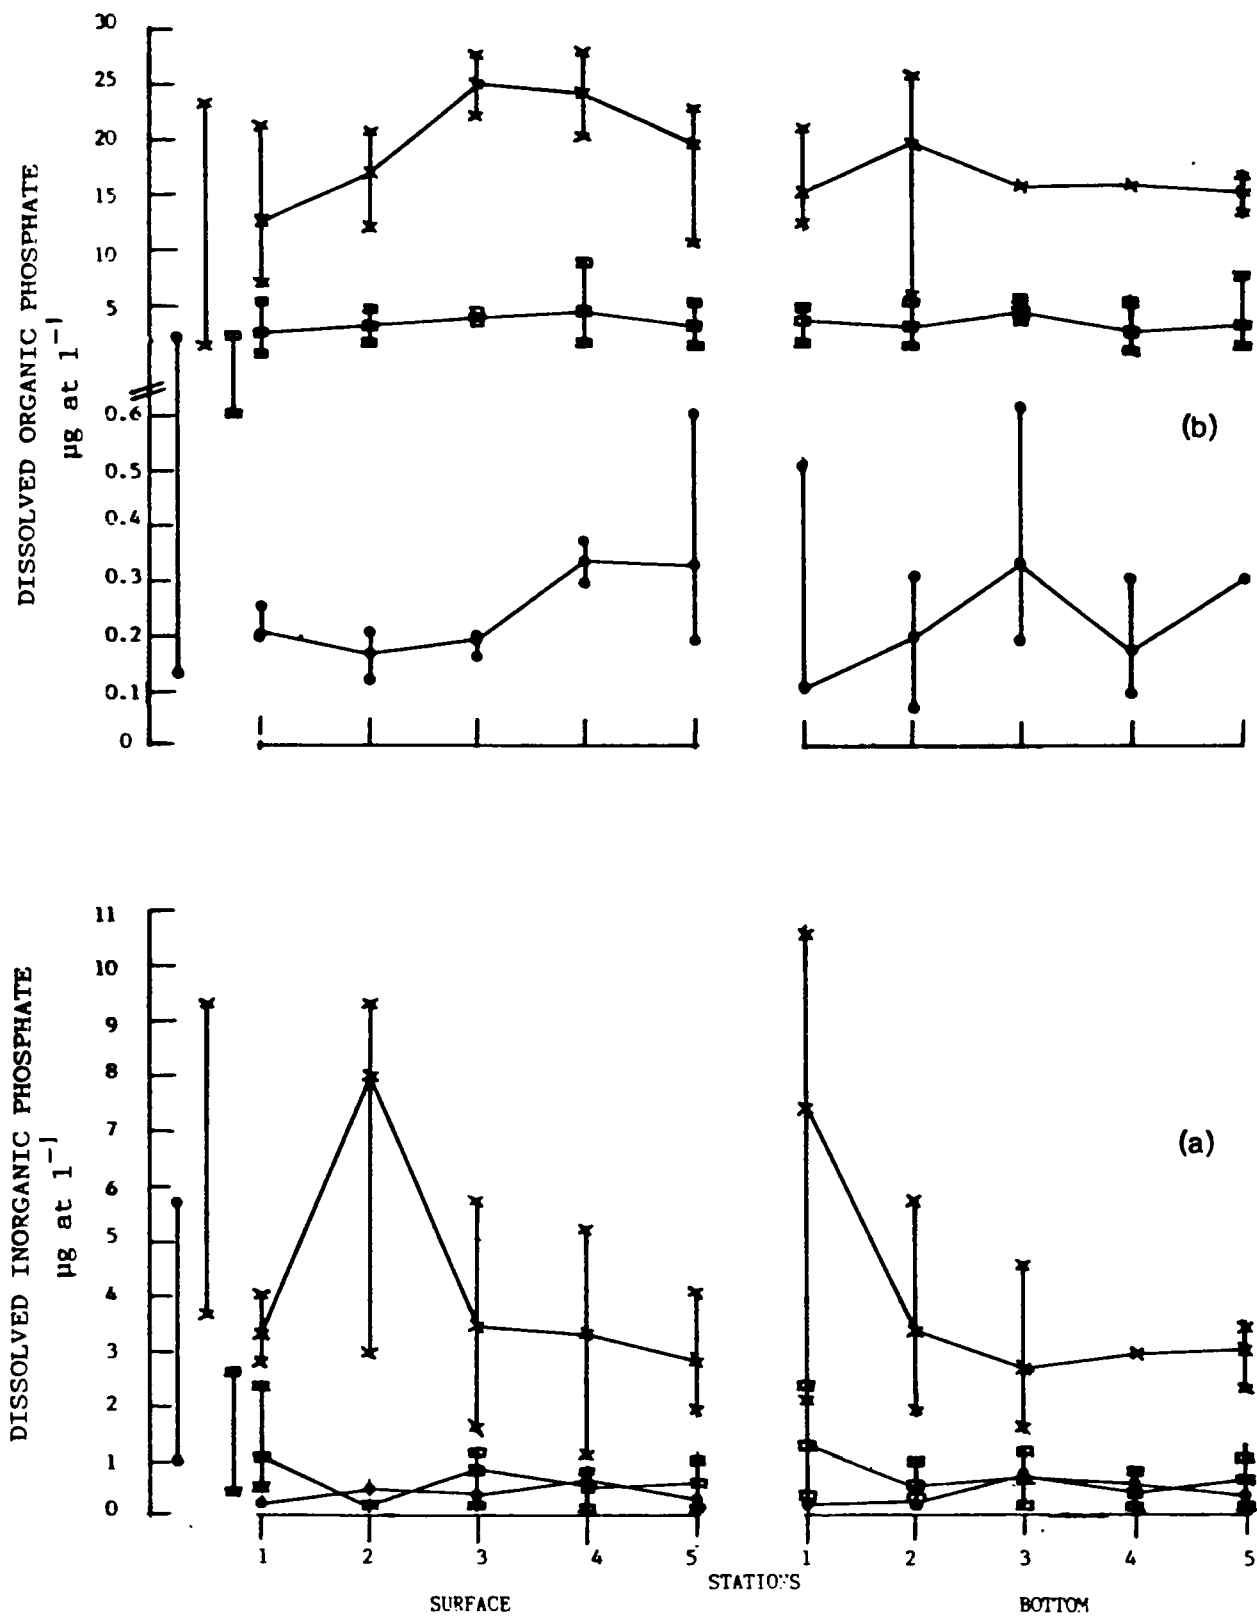 DISSOLVED ORGANIC PHOSPHATE
µg at l⁻¹
30
25
20
15
10
5
0.6
0.5
0.4
0.3
0.2
0.1
0
(b)
DISSOLVED INORGANIC PHOSPHATE
µg at l⁻¹
11
10
9
8
7
6
5
4
3
2
1
0
(a)
1 2 3 4 5
1 2 3 4 5
STATIONS
SURFACE
BOTTOM